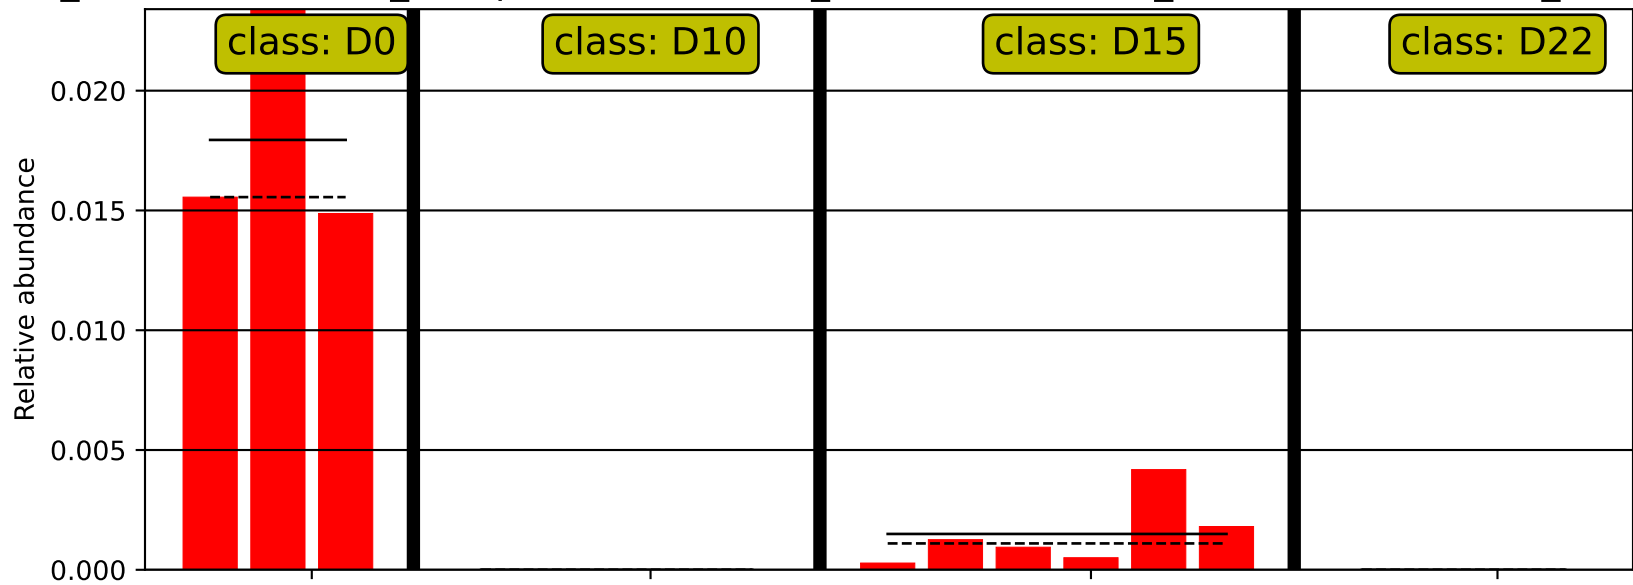 class: D0
class: D10
class: D15
class: D22
0.020
0.015
0.010
0.005
0.000
Relative abundance